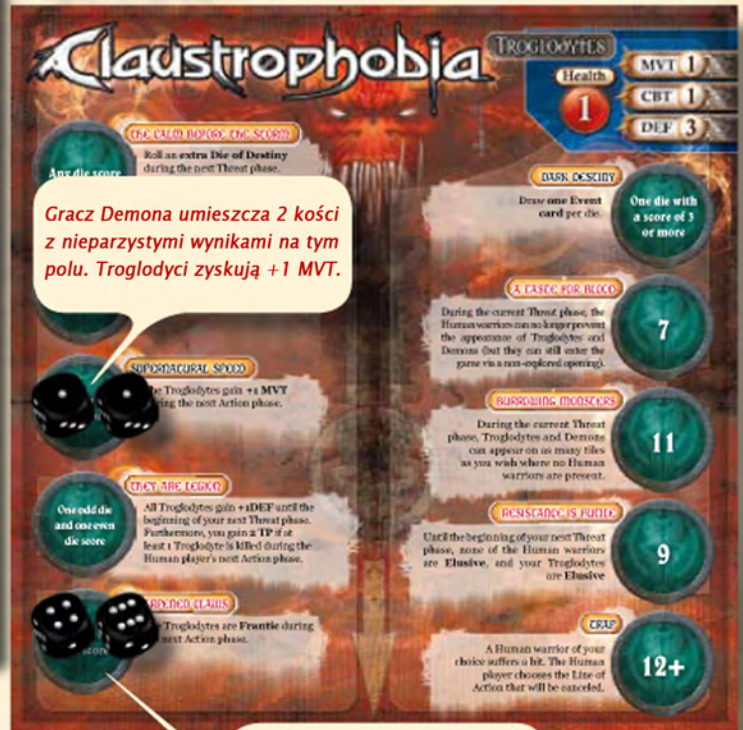 Claustrophobia
TROGLODYTES
Health
1
MVT 1
CBT 1
DEF 3
THE CALM BEFORE THE STORM
Any die score
Roll an extra Die of Destiny
during the next Threat phase.
Gracz Demona umieszcza 2 kości
z nieparzystymi wynikami na tym
polu. Troglodyci zyskują +1 MVT.
SUPERNATURAL SPEED
The Troglodytes gain +1 MVT
during the next Action phase.
THEY ARE LEGION
One odd die
and one even
die score
All Troglodytes gain +1DEF until the
beginning of your next Threat phase.
Furthermore, you gain 2 TP if at
least 1 Troglodyte is killed during the
Human player's next Action phase.
CLAWS
Troglodytes are Frantic during
next Action phase.
score
DARK DESTINY
Draw one Event
card per die.
One die with
a score of 3
or more
A TASTE FOR BLOOD
During the current Threat phase, the
Human warriors can no longer prevent
the appearance of Troglodytes and
Demons (but they can still enter the
game via a non-explored opening).
7
BURROWING MONSTERS
During the current Threat
phase, Troglodytes and Demons
can appear on as many tiles
as you wish where no Human
warriors are present.
11
RESISTANCE IS FUTILE
Until the beginning of your next Threat
phase, none of the Human warriors
are Elusive, and your Troglodytes
are Elusive
9
TRAP
A Human warrior of your
choice suffers a hit. The Human
player chooses the Line of
Action that will be canceled.
12+